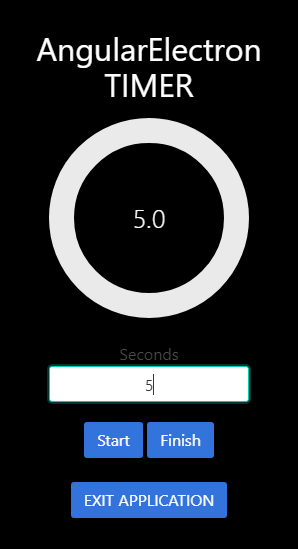 AngularElectron
TIMER
5.0
Seconds
5
Start Finish
EXIT APPLICATION